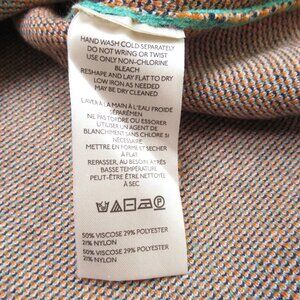 HAND WASH COLD SEPARATELY
DO NOT WRING OR TWIST
USE ONLY NON-CHLORINE
BLEACH
RESHAPE AND LAY FLAT TO DRY
LOW IRON AS NEEDED
MAY BE DRY CLEANED
LAVER À LA MAIN À L'EAU FROIDE
SÉPARÉMENT
NE PAS TORDRE OU ESSORER
UTILISER UN AGENT DE
BLANCHIMENT SANS CHLORE SI
NÉCESSAIRE
METTRE EN FORME ET SÉCHER
À PLAT
REPASSER, AU BESOIN APRÈS
BASSE TEMPÉRATURE
PEUT-ÊTRE ÊTRE NETTOYÉ
À SEC
50% VISCOSE 29% POLYESTER
21% NYLON
50% VISCOSE 29% POLYESTER
21% NYLON